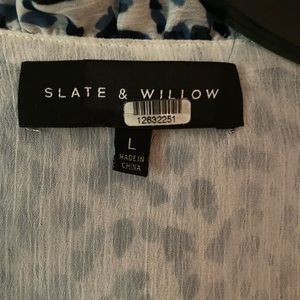 SLATE & WILLOW
12632251
L
MADE IN
CHINA